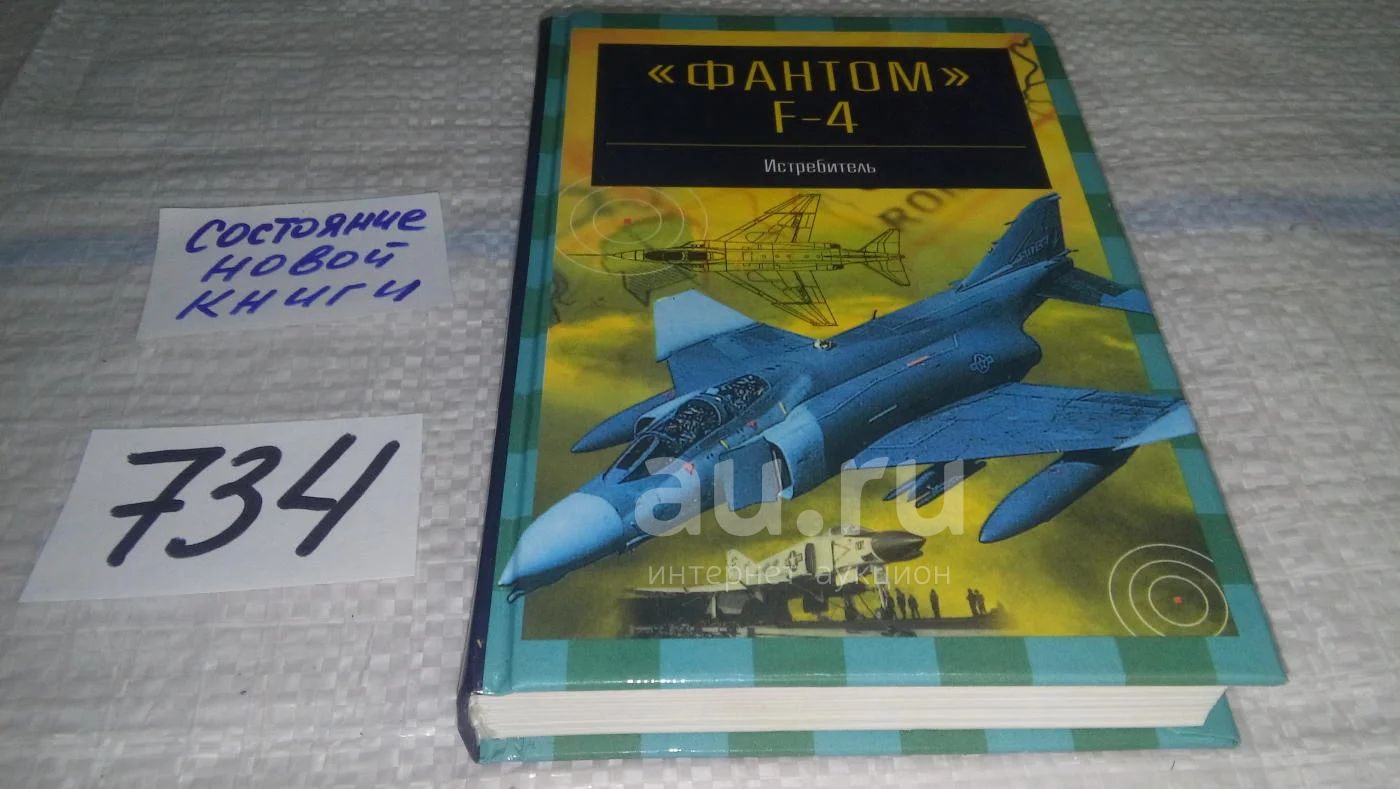 «ФАНТОМ»
F-4
Истребитель
состояние
новой
книги
734
au.ru
интернет аукцион